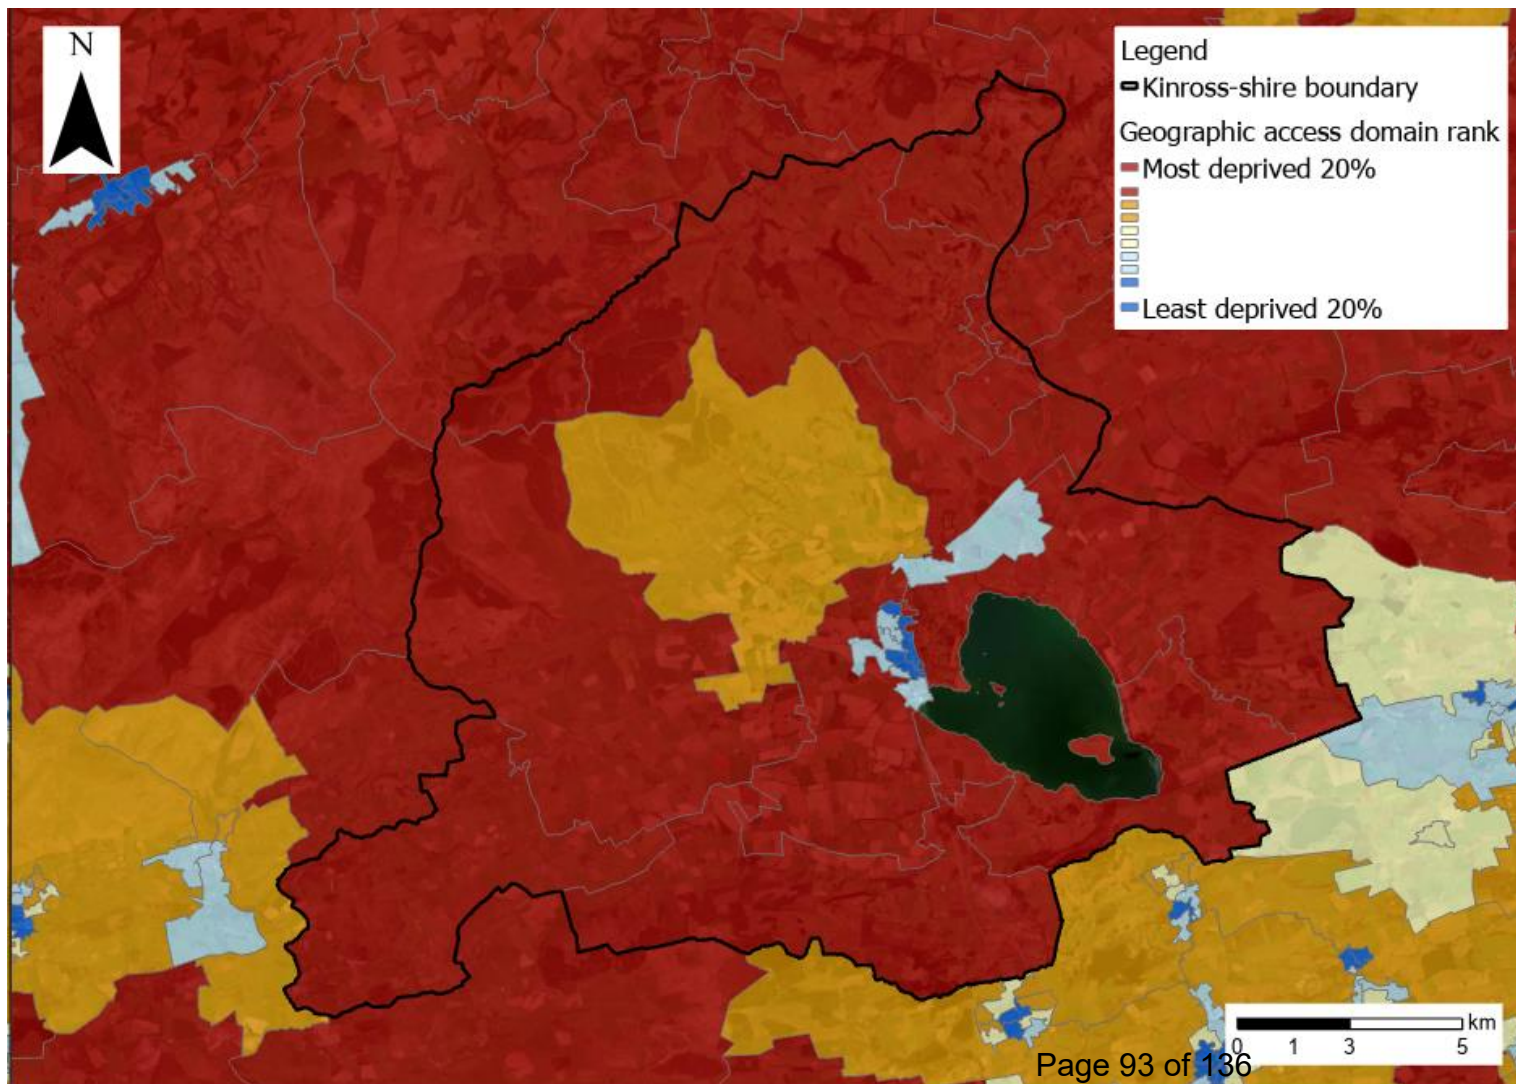 N
Legend
Kinross-shire boundary
Geographic access domain rank
Most deprived 20%
Least deprived 20%
km
0 1 3 5
Page 93 of 136